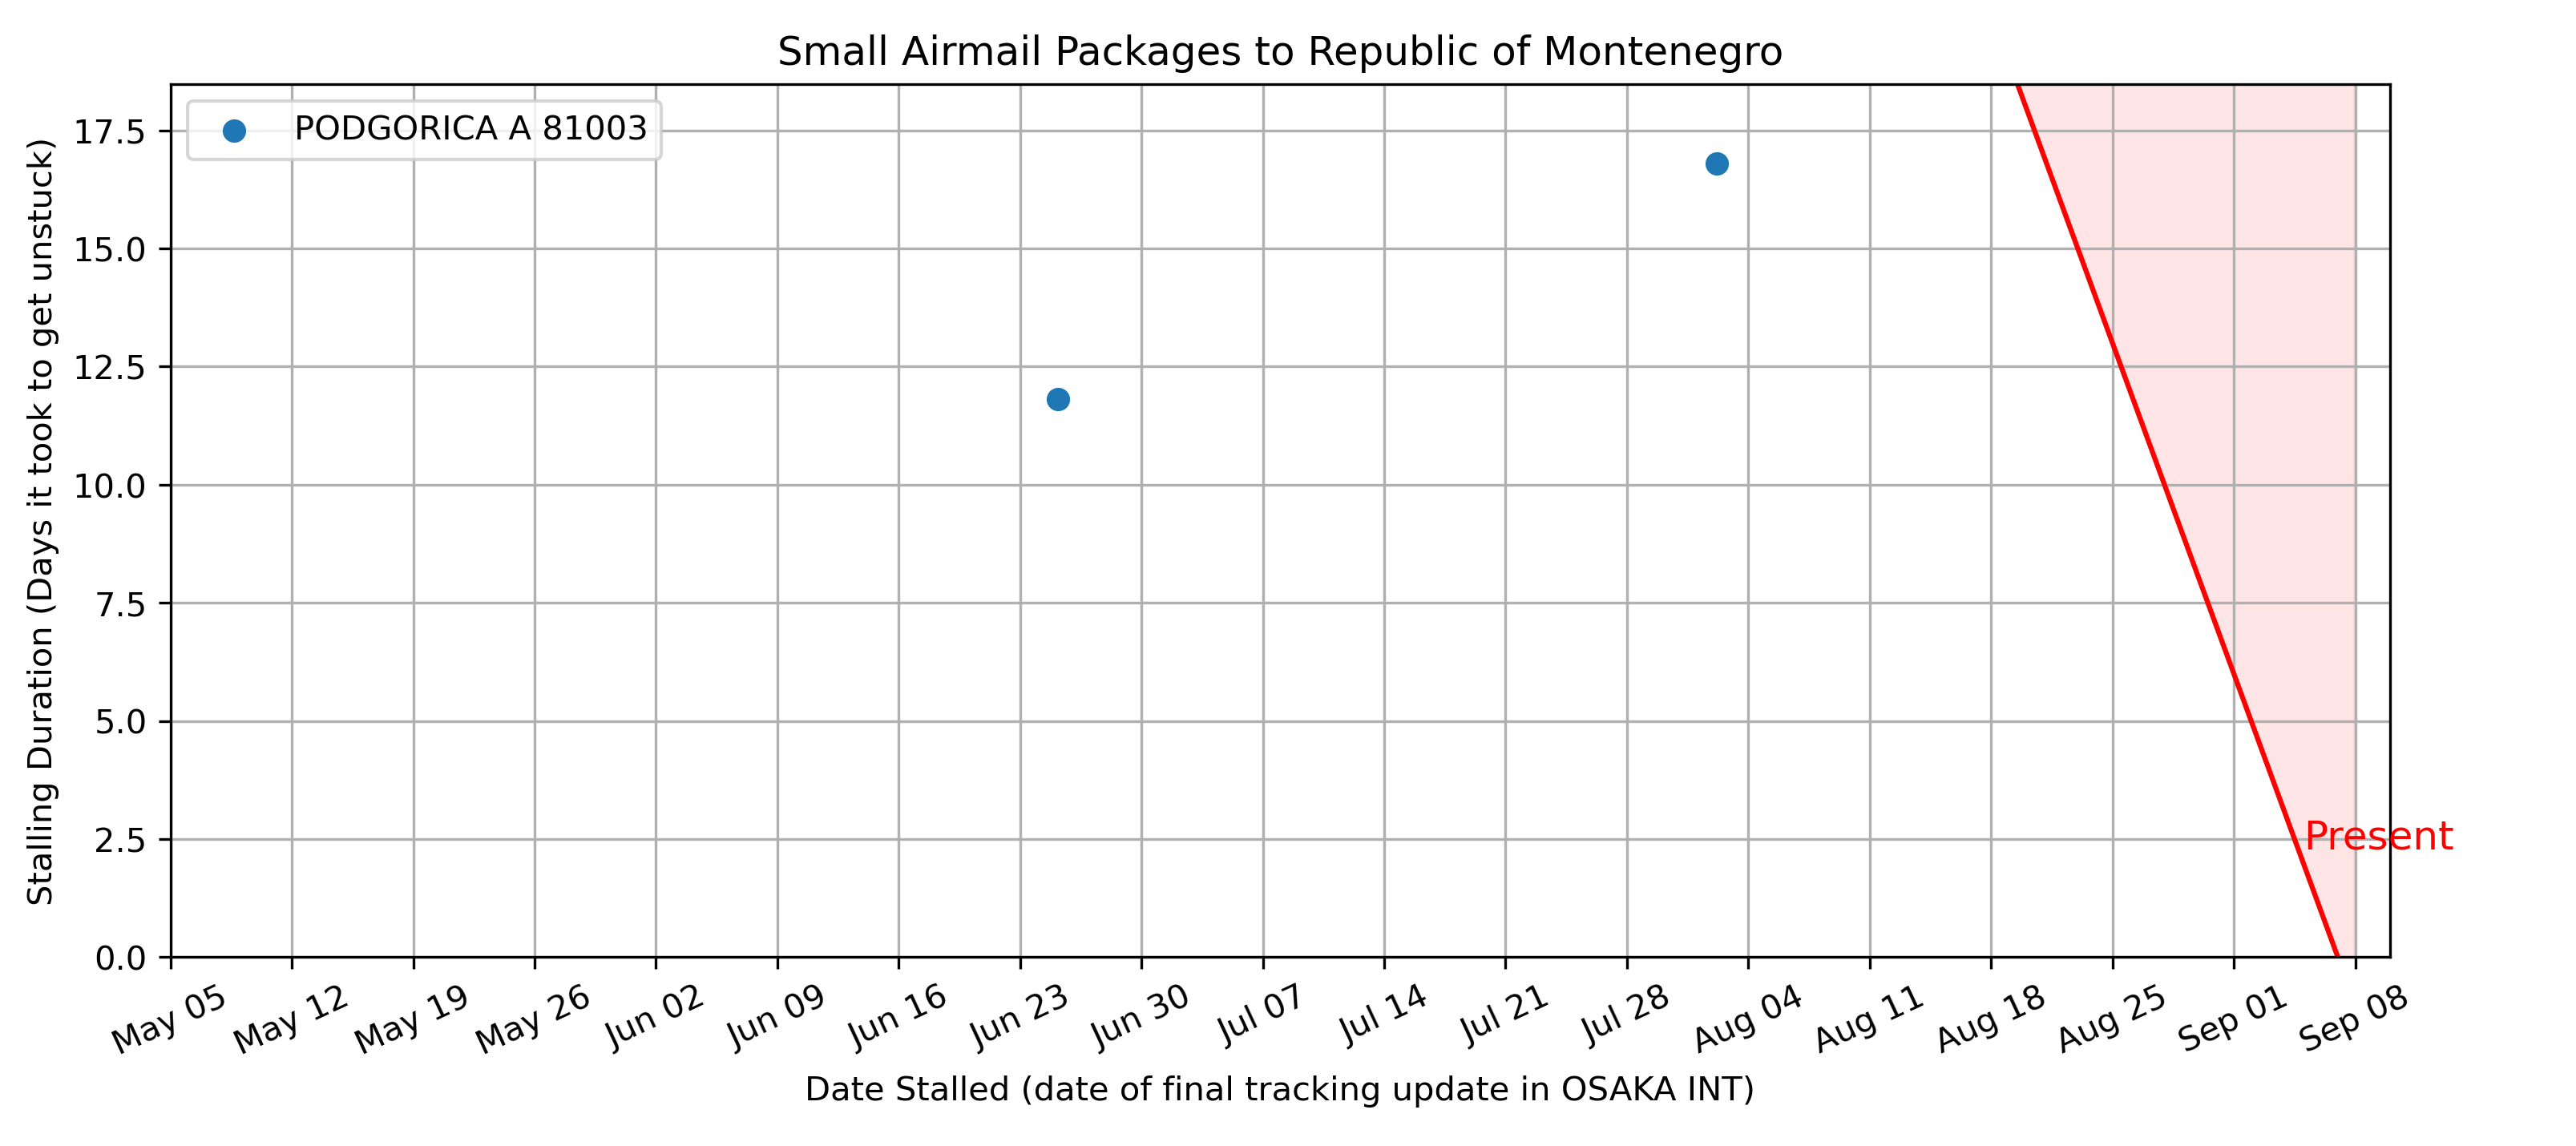 Small Airmail Packages to Republic of Montenegro
PODGORICA A 81003
Stalling Duration (Days it took to get unstuck)
17.5
15.0
12.5
10.0
7.5
5.0
2.5
0.0
Present
May 05
May 12
May 19
May 26
Jun 02
Jun 09
Jun 16
Jun 23
Jun 30
Jul 07
Jul 14
Jul 21
Jul 28
Aug 04
Aug 11
Aug 18
Aug 25
Sep 01
Sep 08
Date Stalled (date of final tracking update in OSAKA INT)